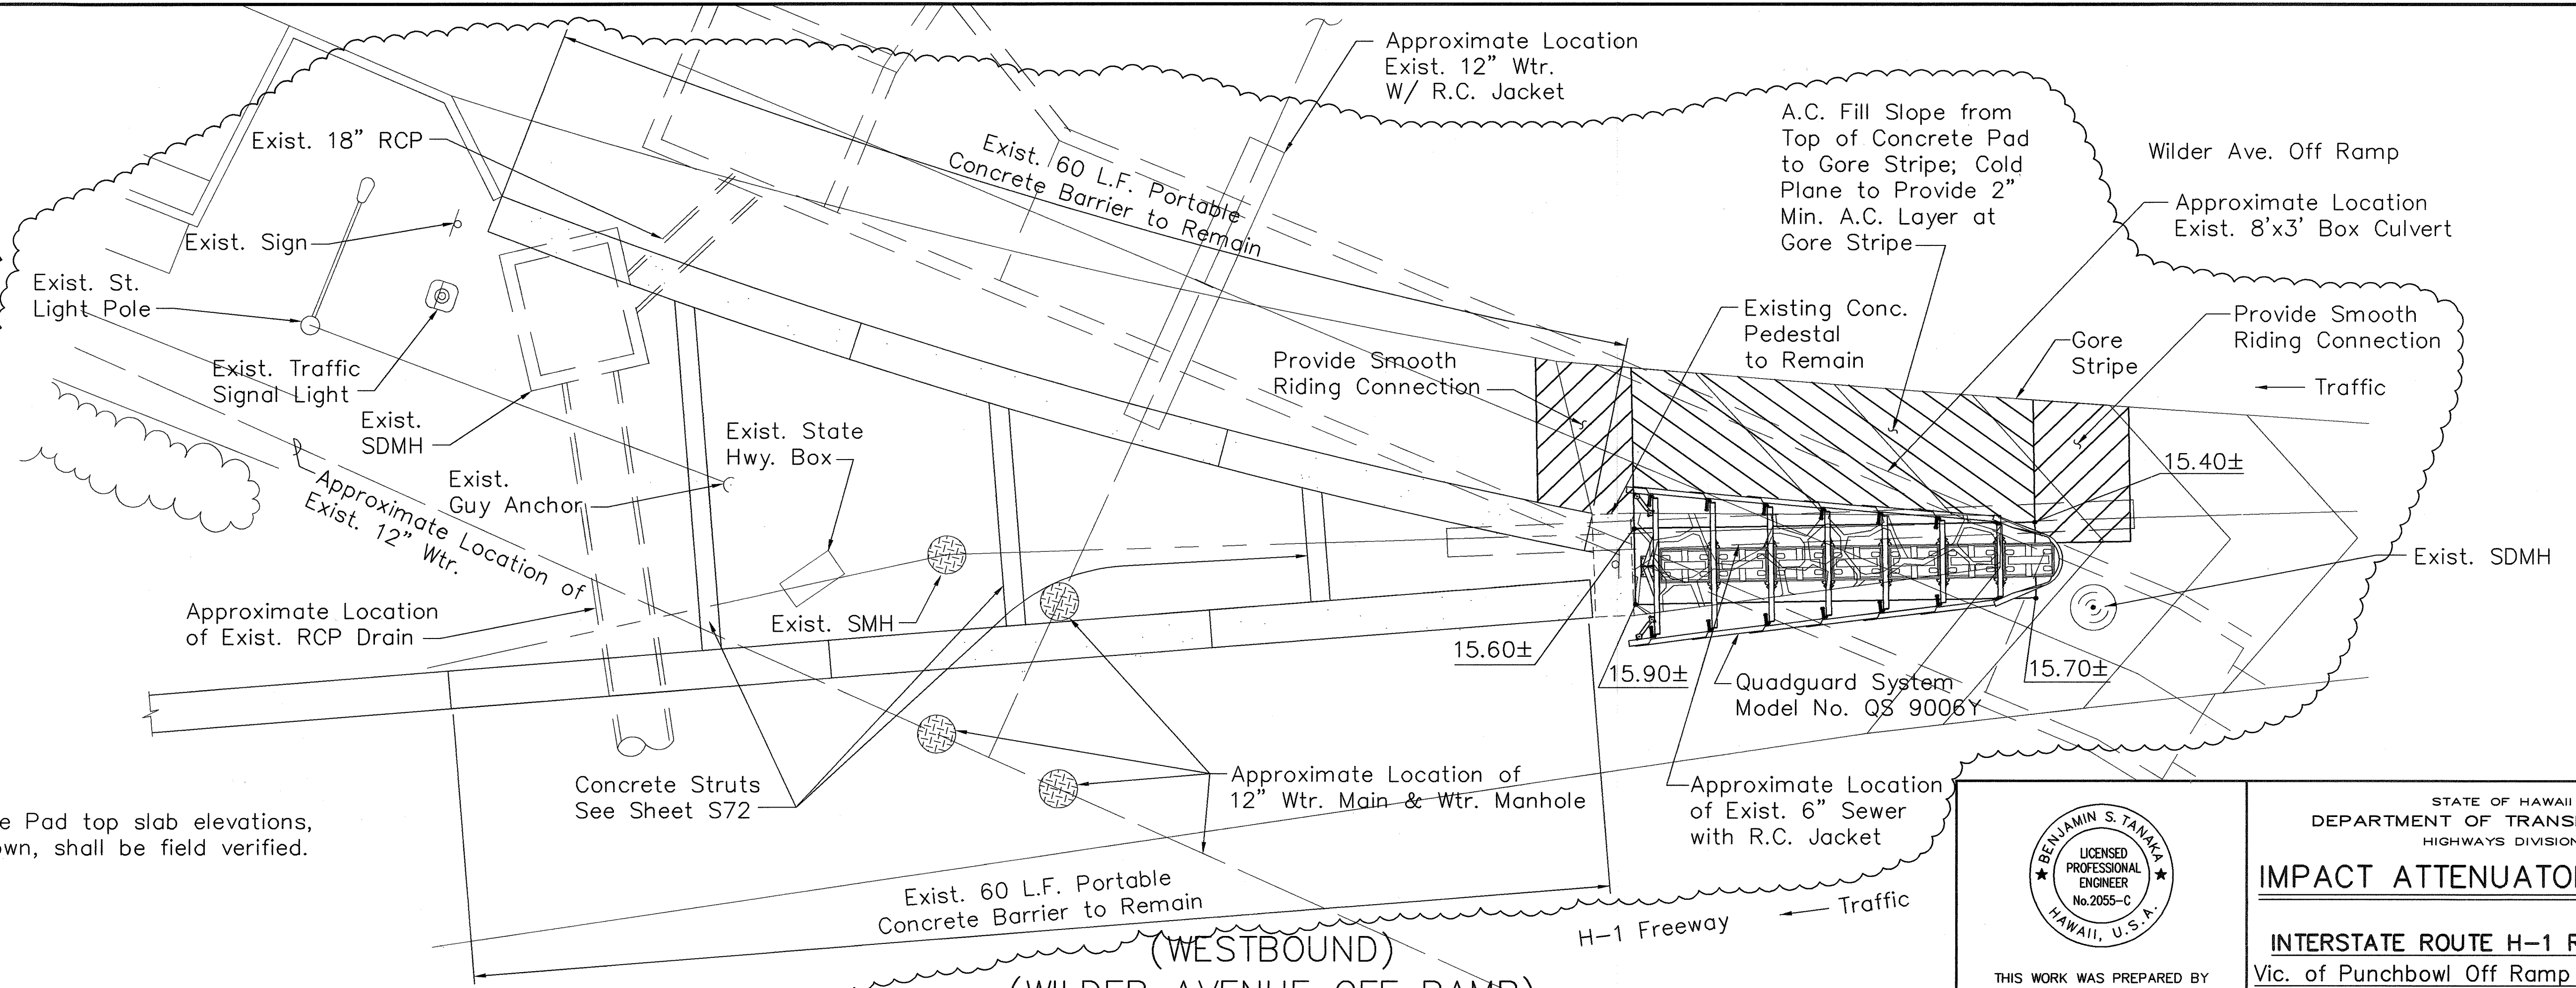 Approximate Location
Exist. 12" Wtr.
W/ R.C. Jacket
A.C. Fill Slope from
Top of Concrete Pad
to Gore Stripe; Cold
Plane to Provide 2"
Min. A.C. Layer at
Gore Stripe
Wilder Ave. Off Ramp
Approximate Location
Exist. 8'x3' Box Culvert
Exist. 18" RCP
Exist. 60 L.F. Portable
Concrete Barrier to Remain
Exist. Sign
Exist. St.
Light Pole
Existing Conc.
Pedestal
to Remain
Provide Smooth
Riding Connection
Gore
Stripe
Provide Smooth
Riding Connection
Traffic
Exist. Traffic
Signal Light
Exist.
SDMH
Exist. State
Hwy. Box
Exist.
Guy Anchor
15.40±
Approximate Location of
Exist. 12" Wtr.
Exist. SDMH
Approximate Location
of Exist. RCP Drain
Exist. SMH
15.60±
15.90±
15.70±
Quadguard System
Model No. QS 9006Y
Concrete Struts
See Sheet S72
Approximate Location of
12" Wtr. Main & Wtr. Manhole
Approximate Location
of Exist. 6" Sewer
with R.C. Jacket
Pad top slab elevations,
shall be field verified.
Exist. 60 L.F. Portable
Concrete Barrier to Remain
H-1 Freeway
Traffic
(WESTBOUND)
(WILDER AVENUE OFF RAMP)
BENJAMIN S. TANAKA
LICENSED
PROFESSIONAL
ENGINEER
No.2055-C
HAWAII, U.S.A.
THIS WORK WAS PREPARED BY
STATE OF HAWAII
DEPARTMENT OF TRANS
HIGHWAYS DIVISION
IMPACT ATTENUATO
INTERSTATE ROUTE H-1 R
Vic. of Punchbowl Off Ramp